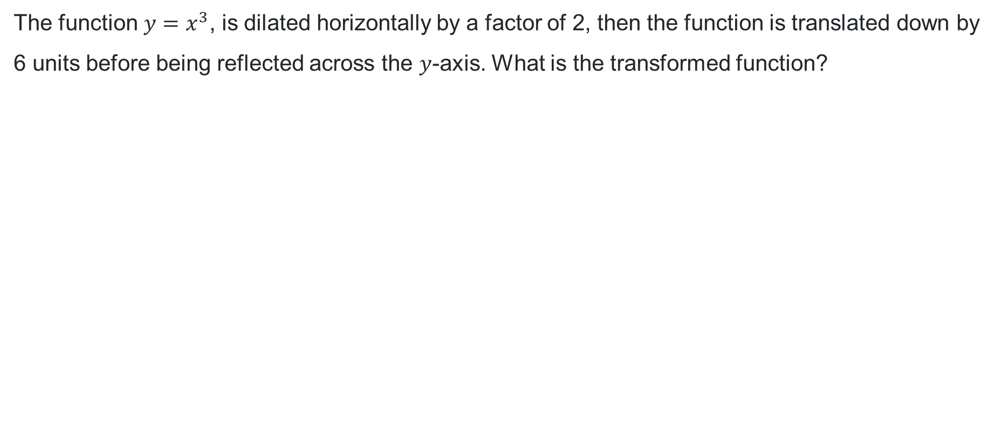 The function y = x³, is dilated horizontally by a factor of 2, then the function is translated down by
6 units before being reflected across the y-axis. What is the transformed function?